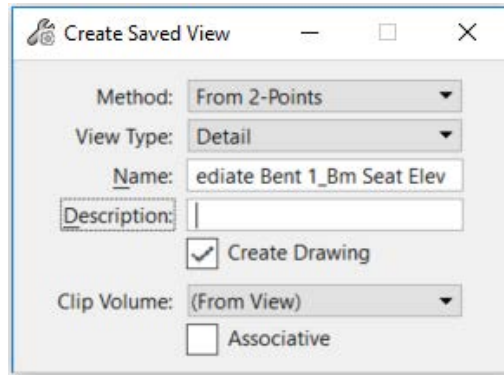 Create Saved View
Method: From 2-Points
View Type: Detail
Name: ediate Bent 1_Bm Seat Elev
Description:
Create Drawing
Clip Volume: (From View)
Associative